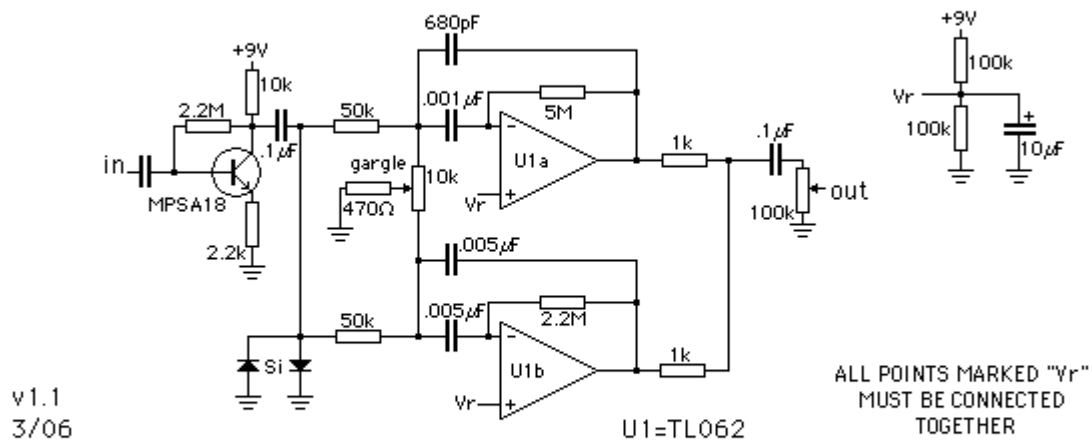 680pF
+9V
10k
2.2M
.1µF
in
MPSA18
2.2k
50k
.001µF
5M
gargle
10k
470Ω
U1a
Vr
1k
.1µF
100k
out
+9V
100k
Vr
100k
10µF
.005µF
50k
.005µF
2.2M
Si
U1b
Vr
1k
v1.1
3/06
U1=TL062
ALL POINTS MARKED "Vr"
MUST BE CONNECTED
TOGETHER